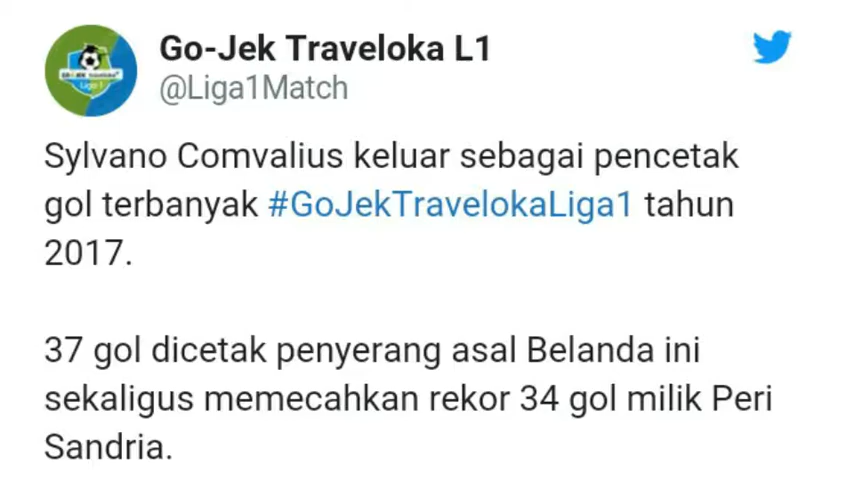 Go-Jek Traveloka L1
@Liga1Match
Sylvano Comvalius keluar sebagai pencetak
gol terbanyak #GoJekTravelokaLiga1 tahun
2017.
37 gol dicetak penyerang asal Belanda ini
sekaligus memecahkan rekor 34 gol milik Peri
Sandria.